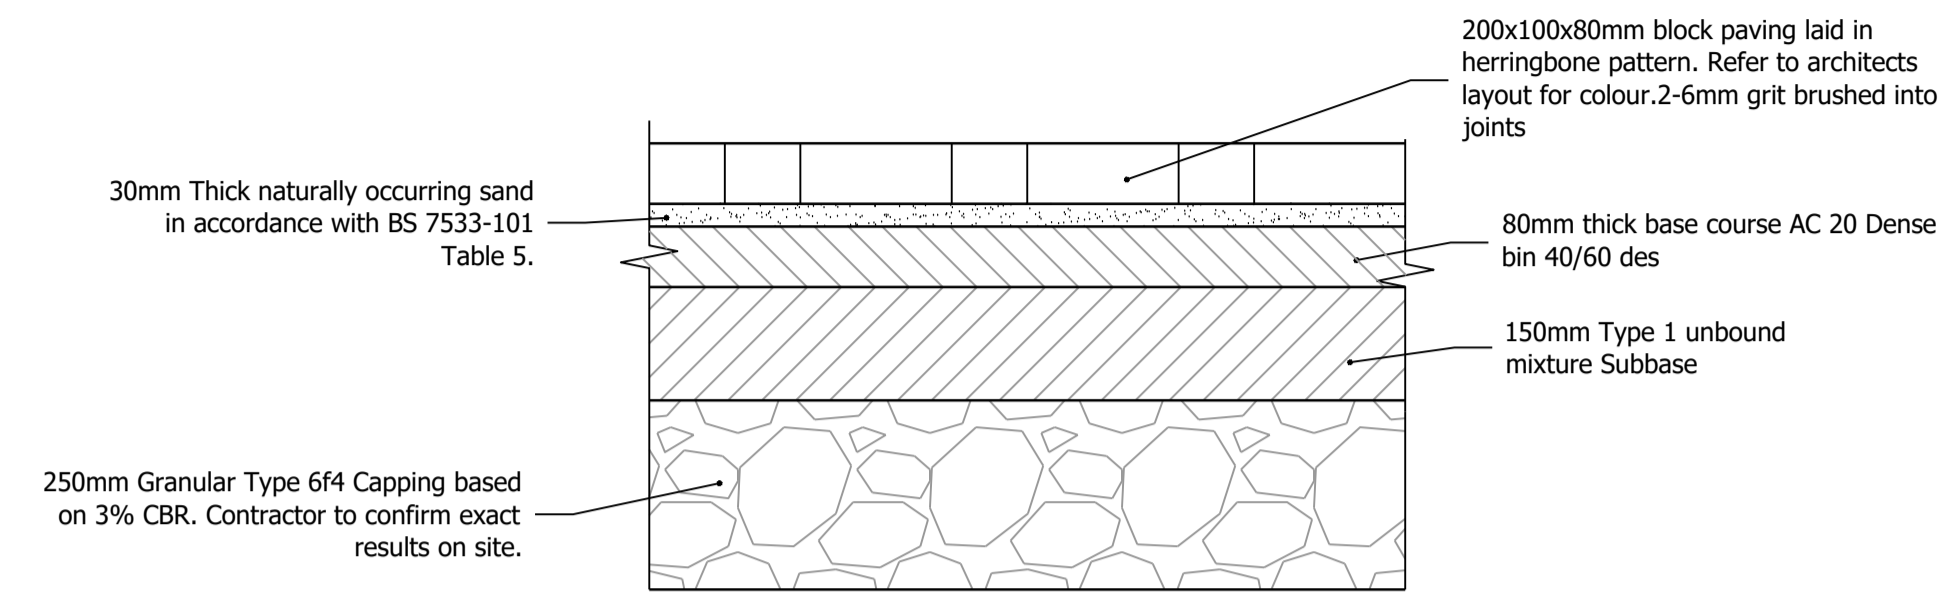 200x100x80mm block paving laid in
herringbone pattern. Refer to architects
layout for colour.2-6mm grit brushed into
joints
30mm Thick naturally occurring sand
in accordance with BS 7533-101
Table 5.
80mm thick base course AC 20 Dense
bin 40/60 des
150mm Type 1 unbound
mixture Subbase
250mm Granular Type 6f4 Capping based
on 3% CBR. Contractor to confirm exact
results on site.